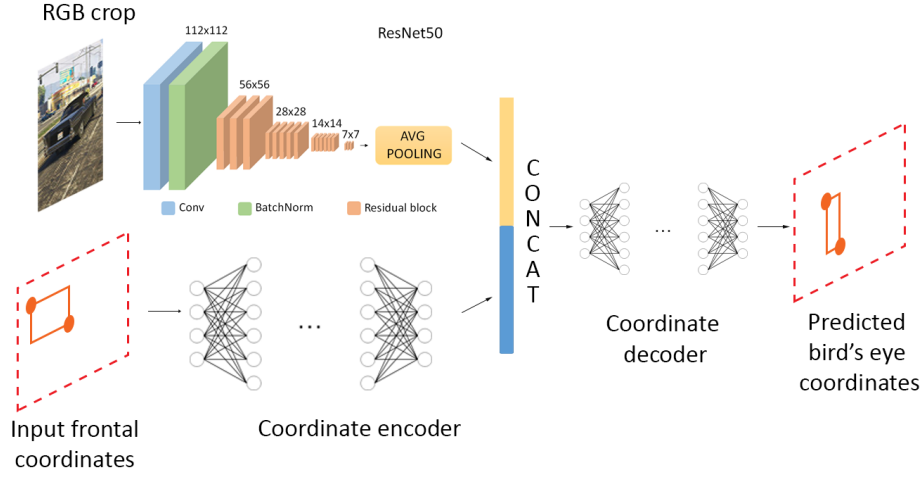 RGB crop
ResNet50
112x112
56x56
28x28
14x14
7x7
AVG
POOLING
Conv
BatchNorm
Residual block
CONCAT
...
...
Input frontal
coordinates
Coordinate encoder
Coordinate
decoder
Predicted
bird's eye
coordinates